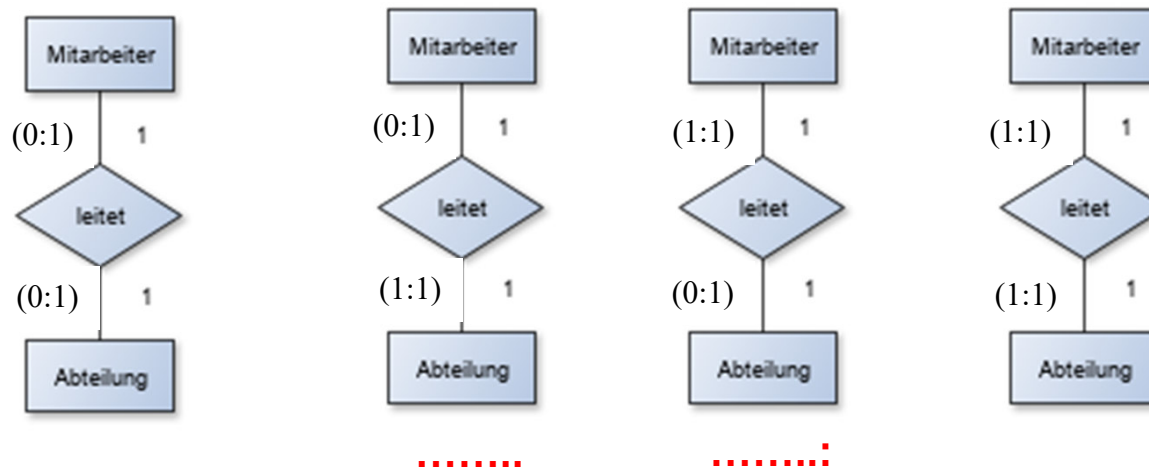 Mitarbeiter
(0:1) 1
leitet
(0:1) 1
Abteilung
Mitarbeiter
(0:1) 1
leitet
(1:1) 1
Abteilung
Mitarbeiter
(1:1) 1
leitet
(0:1) 1
Abteilung
Mitarbeiter
(1:1) 1
leitet
(1:1) 1
Abteilung